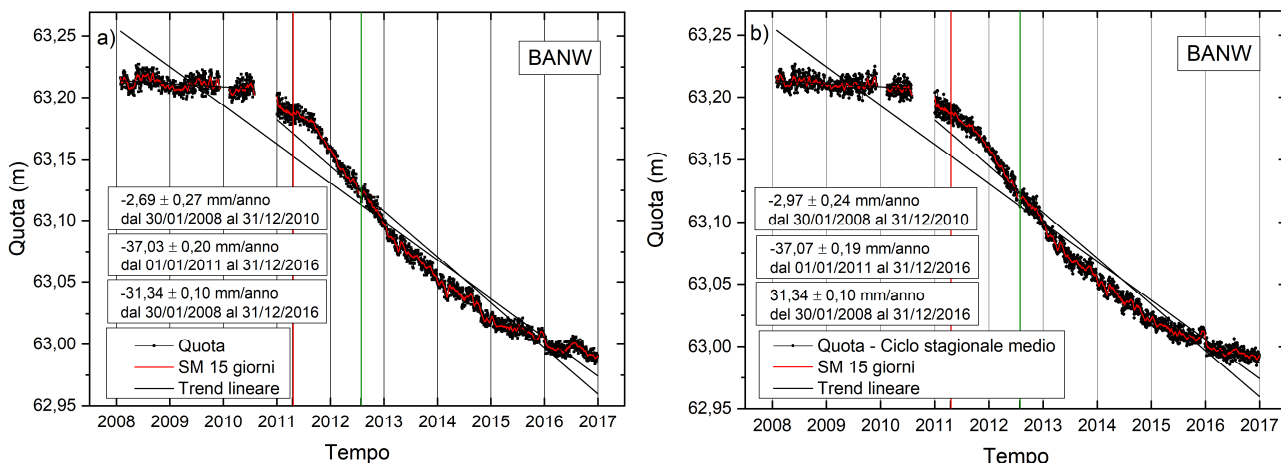 a)
BANW
63,25
63,20
63,15
63,10
63,05
63,00
62,95
Quota (m)
-2,69 ± 0,27 mm/anno
dal 30/01/2008 al 31/12/2010
-37,03 ± 0,20 mm/anno
dal 01/01/2011 al 31/12/2016
-31,34 ± 0,10 mm/anno
dal 30/01/2008 al 31/12/2016
Quota
SM 15 giorni
Trend lineare
2008 2009 2010 2011 2012 2013 2014 2015 2016 2017
Tempo
b)
BANW
63,25
63,20
63,15
63,10
63,05
63,00
62,95
Quota (m)
-2,97 ± 0,24 mm/anno
dal 30/01/2008 al 31/12/2010
-37,07 ± 0,19 mm/anno
dal 01/01/2011 al 31/12/2016
31,34 ± 0,10 mm/anno
del 30/01/2008 al 31/12/2016
Quota - Ciclo stagionale medio
SM 15 giorni
Trend lineare
2008 2009 2010 2011 2012 2013 2014 2015 2016 2017
Tempo